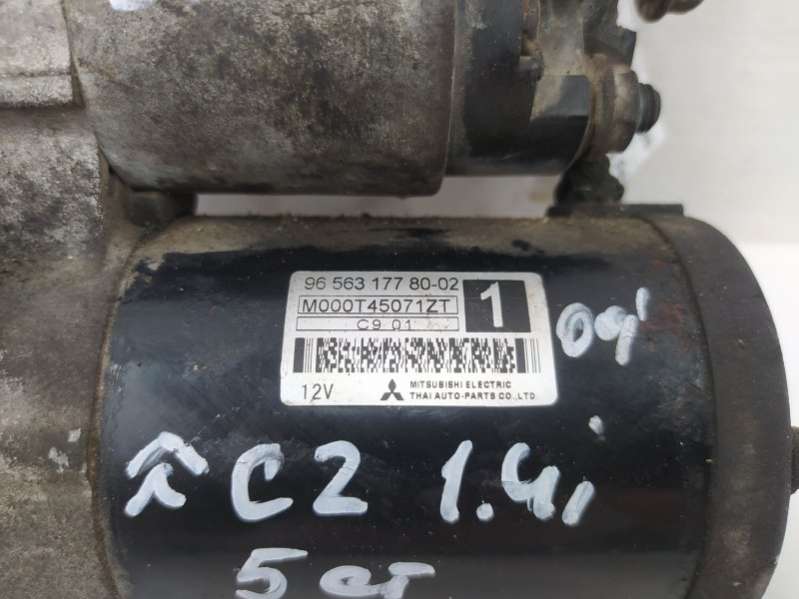 96 563 177 80-02
M000T45071ZT
C9 01
1
12V
MITSUBISHI ELECTRIC
THAI AUTO-PARTS CO.,LTD
09'
C2 1.4i
5 ст